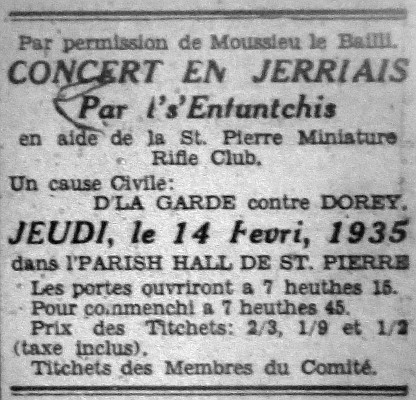 Par permission de Moussieu le Bailli.
CONCERT EN JERRIAIS
Par l's'Entuntchis
en aide de la St. Pierre Miniature
Rifle Club.
Un cause Civile:
D'LA GARDE contre DOREY.
JEUDI, le 14 Fevri, 1935
dans l'PARISH HALL DE ST. PIERRE
Les portes ouvriront à 7 heuthes 15.
Pour commenchi a 7 heuthes 45.
Prix des Titchets: 2/3, 1/9 et 1/2
(taxe inclus).
Titchets des Membres du Comité.